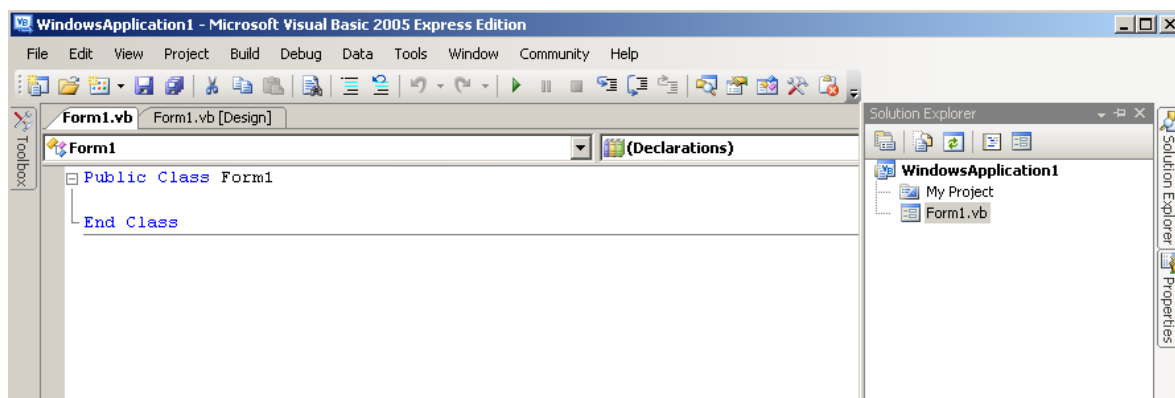 WindowsApplication1 - Microsoft Visual Basic 2005 Express Edition
File Edit View Project Build Debug Data Tools Window Community Help
Toolbox
Form1.vb Form1.vb [Design]
Form1 (Declarations)
Public Class Form1
End Class
Solution Explorer
WindowsApplication1
My Project
Form1.vb
Solution Explorer
Properties